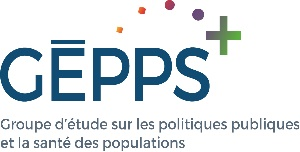 GĒPPS+
Groupe d'étude sur les politiques publiques
et la santé des populations